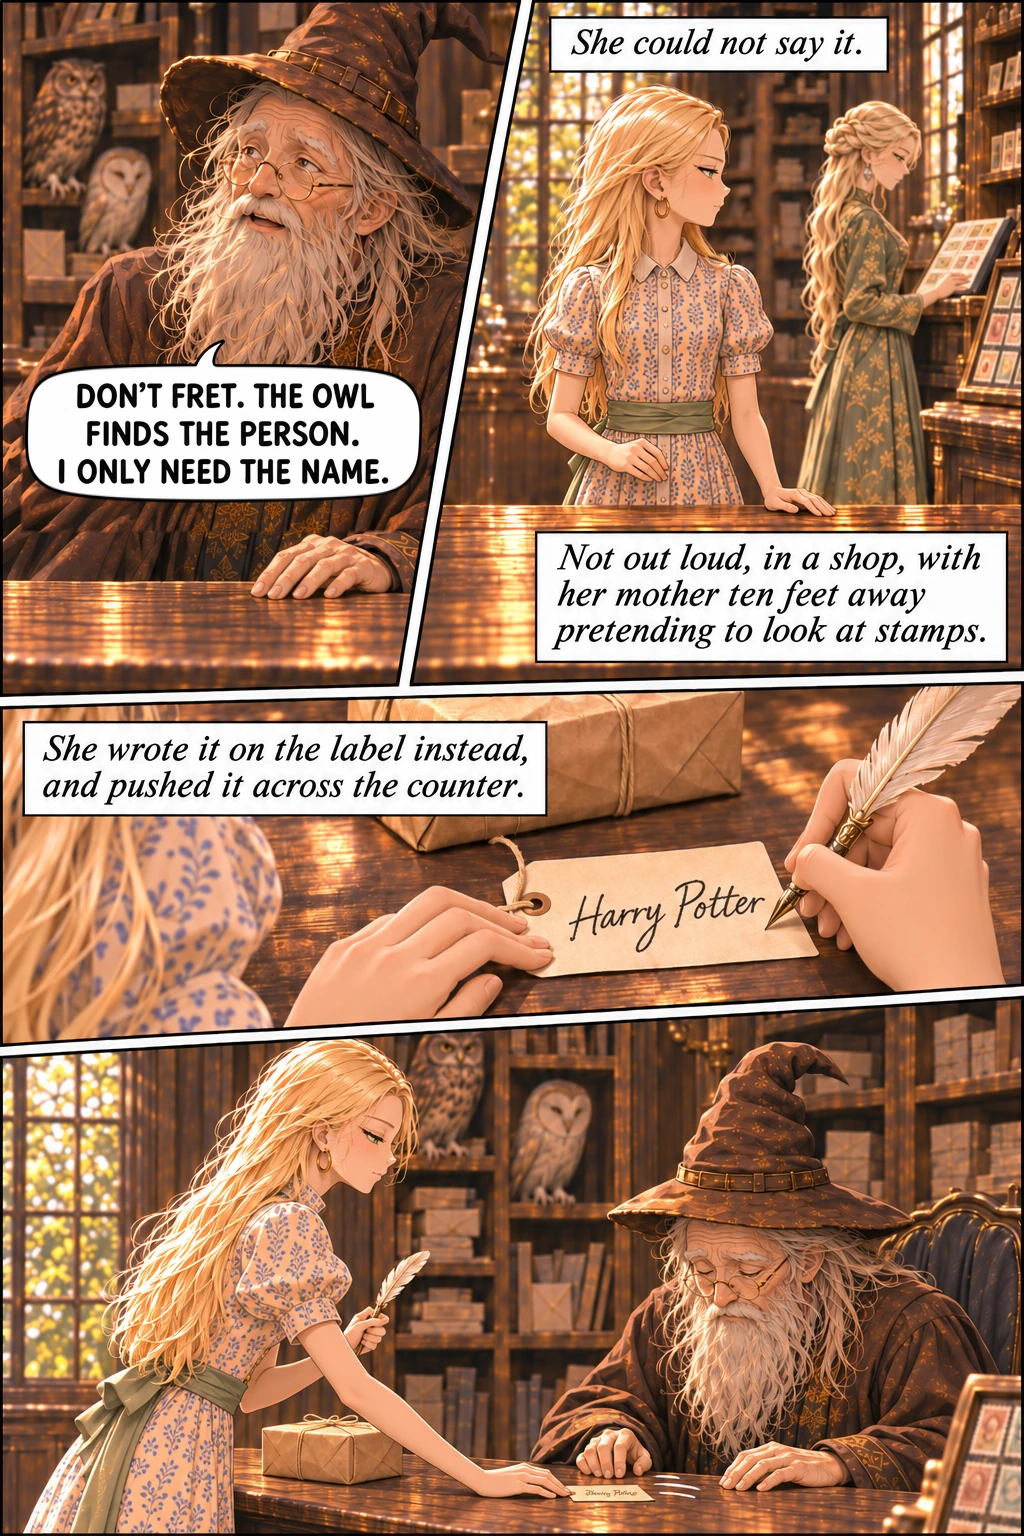 DON'T FRET. THE OWL
FINDS THE PERSON.
I ONLY NEED THE NAME.
She could not say it.
Not out loud, in a shop, with
her mother ten feet away
pretending to look at stamps.
She wrote it on the label instead,
and pushed it across the counter.
Harry Potter